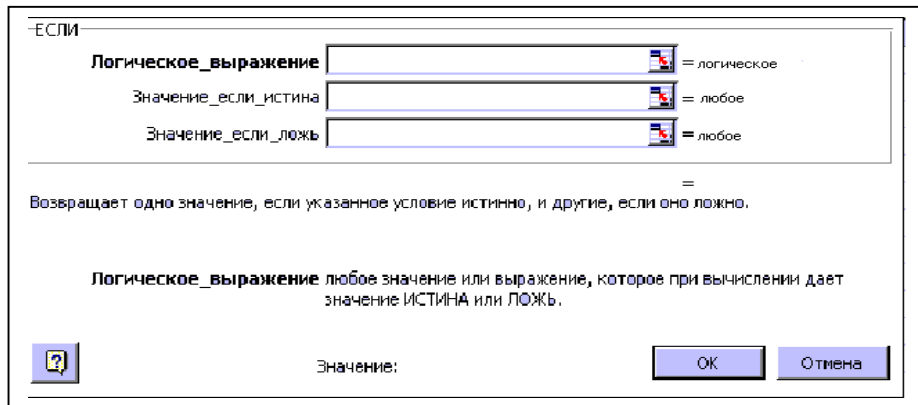 ЕСЛИ
Логическое_выражение = логическое
Значение_если_истина = любое
Значение_если_ложь = любое
=
Возвращает одно значение, если указанное условие истинно, и другие, если оно ложно.
Логическое_выражение любое значение или выражение, которое при вычислении дает
значение ИСТИНА или ЛОЖЬ.
? Значение: OK Отмена